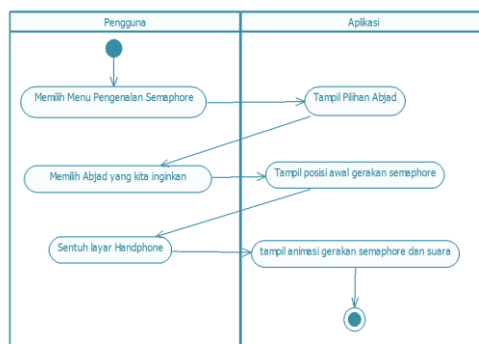 Pengguna
Aplikasi
Memilih Menu Pengenalan Semaphore
Tampil Pilihan Abjad
Memilih Abjad yang kita inginkan
Tampil posisi awal gerakan semaphore
Sentuh layar Handphone
tampil animasi gerakan semaphore dan suara